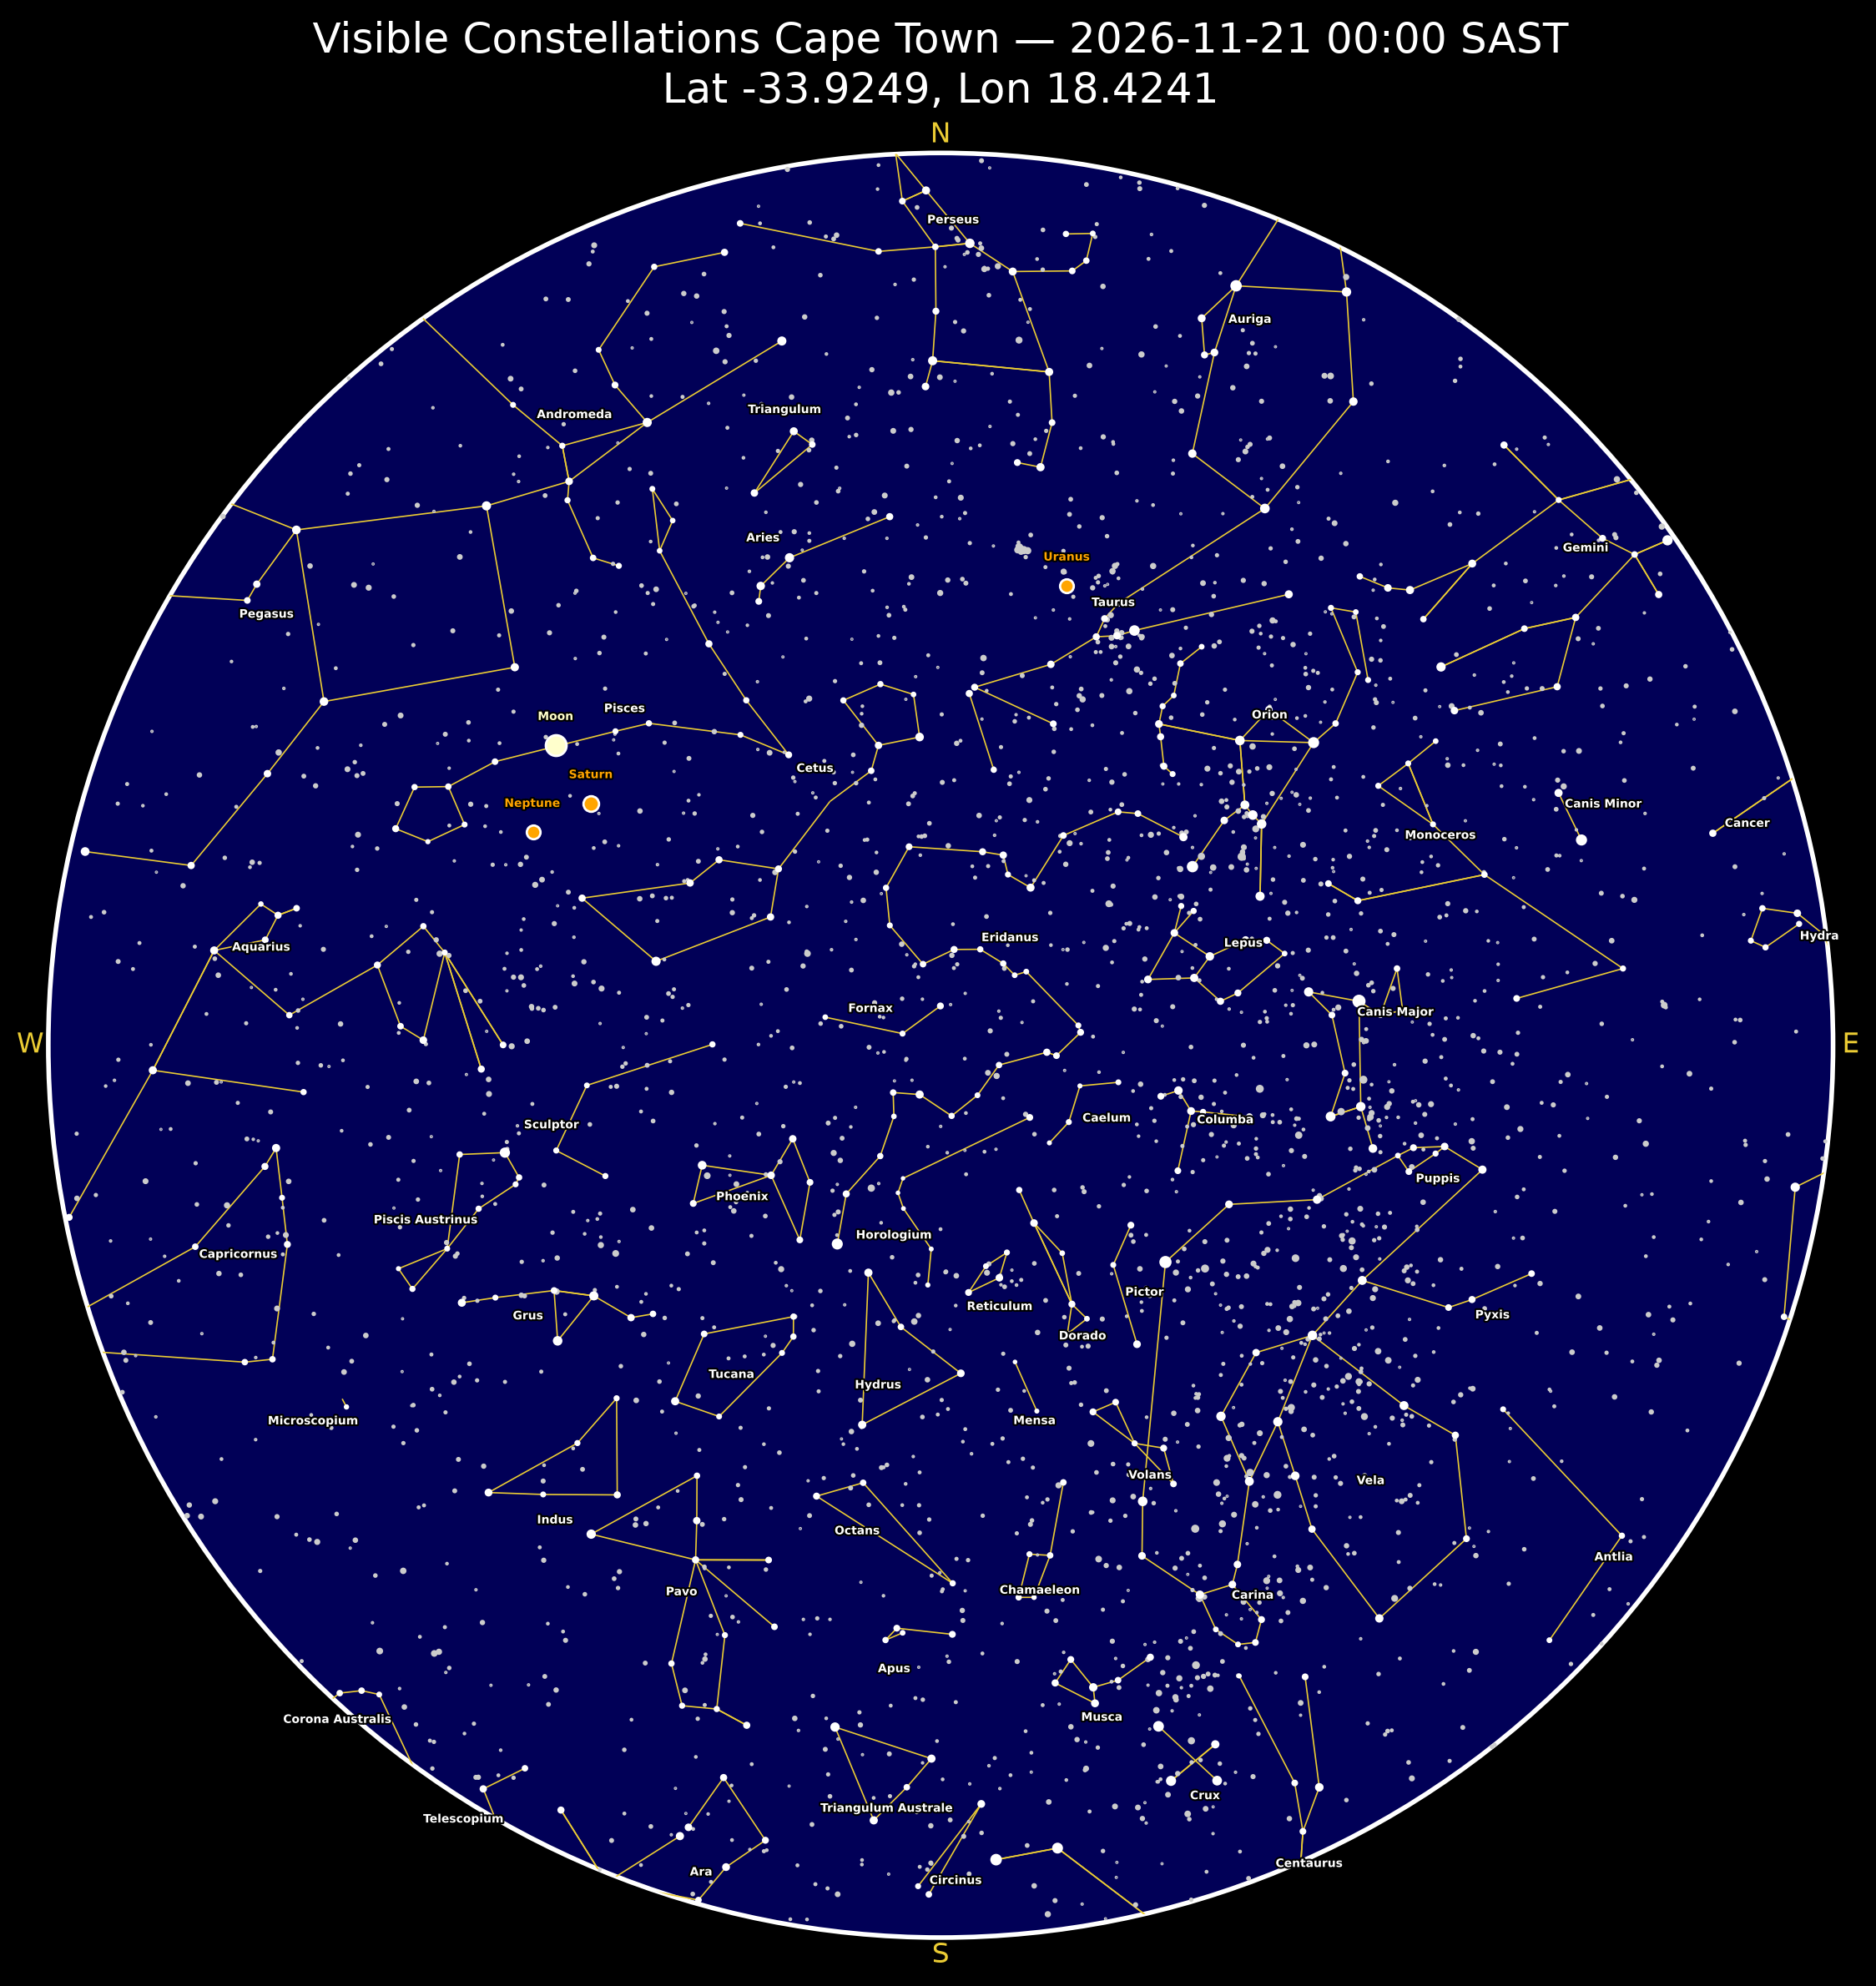 Visible Constellations Cape Town — 2026-11-21 00:00 SAST
Lat -33.9249, Lon 18.4241
N
Perseus
Auriga
Triangulum
Andromeda
Aries
Gemini
Uranus
Taurus
Pegasus
Pisces
Orion
Moon
Cetus
Saturn
Neptune
Canis Minor
Cancer
Monoceros
Hydra
Eridanus
Lepus
Aquarius
Fornax
Canis Major
W
E
Caelum
Columba
Sculptor
Puppis
Phoenix
Piscis Austrinus
Horologium
Capricornus
Pictor
Reticulum
Grus
Pyxis
Dorado
Tucana
Hydrus
Microscopium
Mensa
Volans
Vela
Indus
Octans
Antlia
Pavo
Chamaeleon
Carina
Apus
Corona Australis
Musca
Crux
Triangulum Australe
Telescopium
Centaurus
Ara
Circinus
S